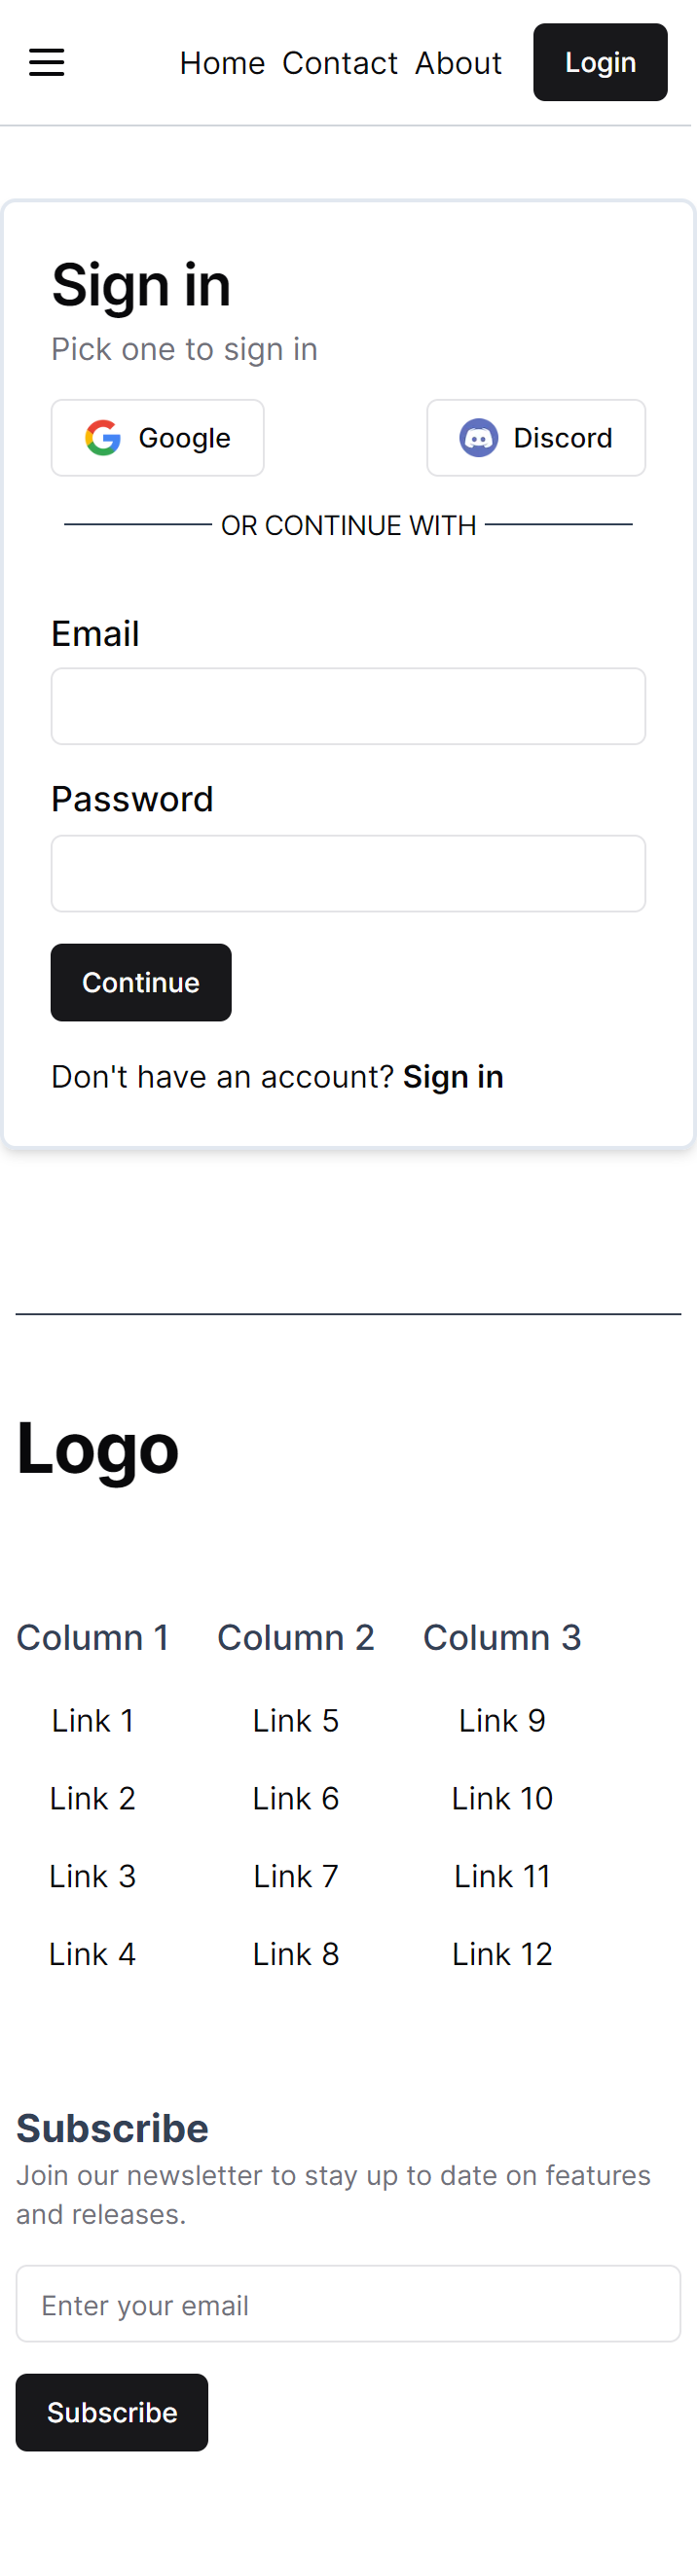 Home Contact About Login
Sign in
Pick one to sign in
Google Discord
OR CONTINUE WITH
Email
Password
Continue
Don't have an account? Sign in
Logo
Column 1 Column 2 Column 3
Link 1 Link 5 Link 9
Link 2 Link 6 Link 10
Link 3 Link 7 Link 11
Link 4 Link 8 Link 12
Subscribe
Join our newsletter to stay up to date on features
and releases.
Enter your email
Subscribe